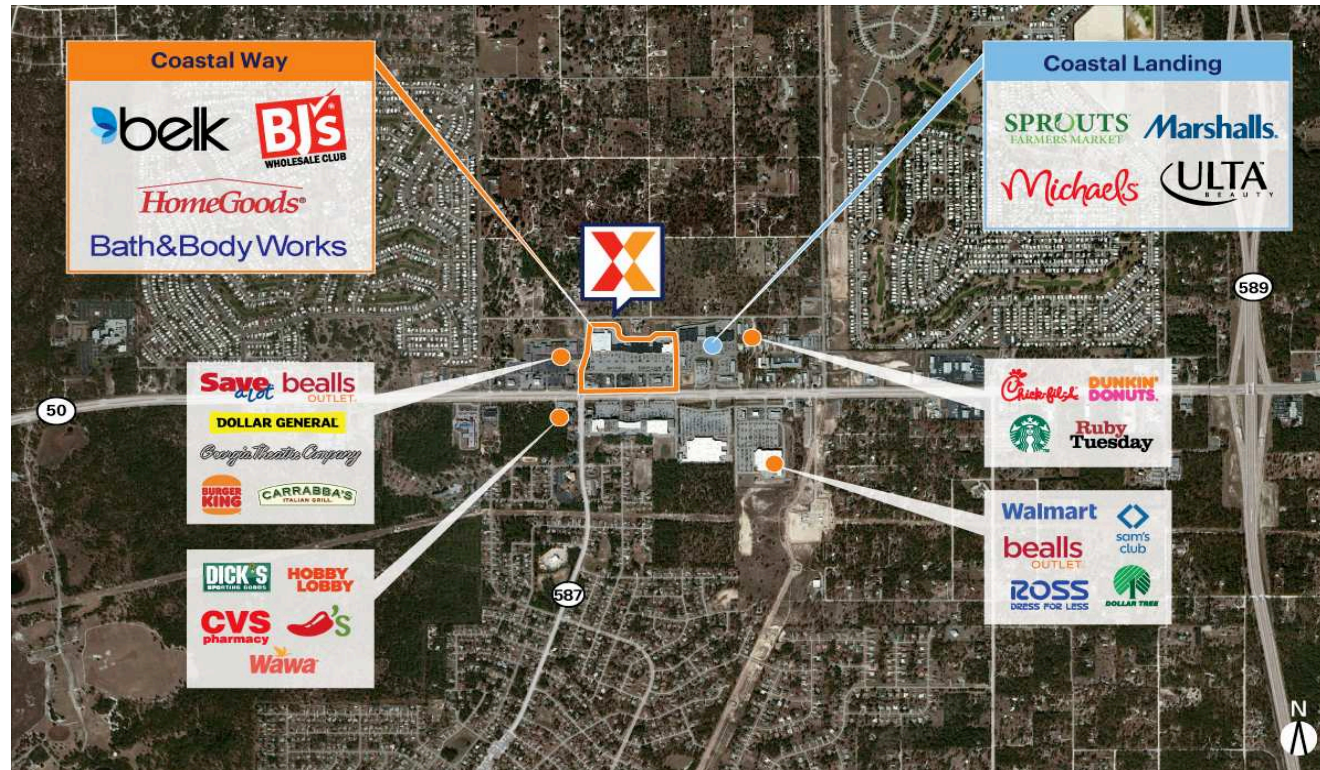 Coastal Way
belk
BJ's
WHOLESALE CLUB
HomeGoods®
Bath&Body Works
Coastal Landing
SPROUTS
FARMERS MARKET
Marshalls.
Michaels
ULTA
BEAUTY
589
50
587
Save
a lot
bealls
OUTLET
DOLLAR GENERAL
Georgia Theatre Company
BURGER
KING
CARRABBA'S
ITALIAN GRILL
DICK'S
SPORTING GOODS
HOBBY
LOBBY
CVS
pharmacy
's
Wawa
Chick-fil-&
DUNKIN'
DONUTS
Ruby
Tuesday
Walmart
sam's
club
bealls
OUTLET
ROSS
DRESS FOR LESS
DOLLAR TREE
N